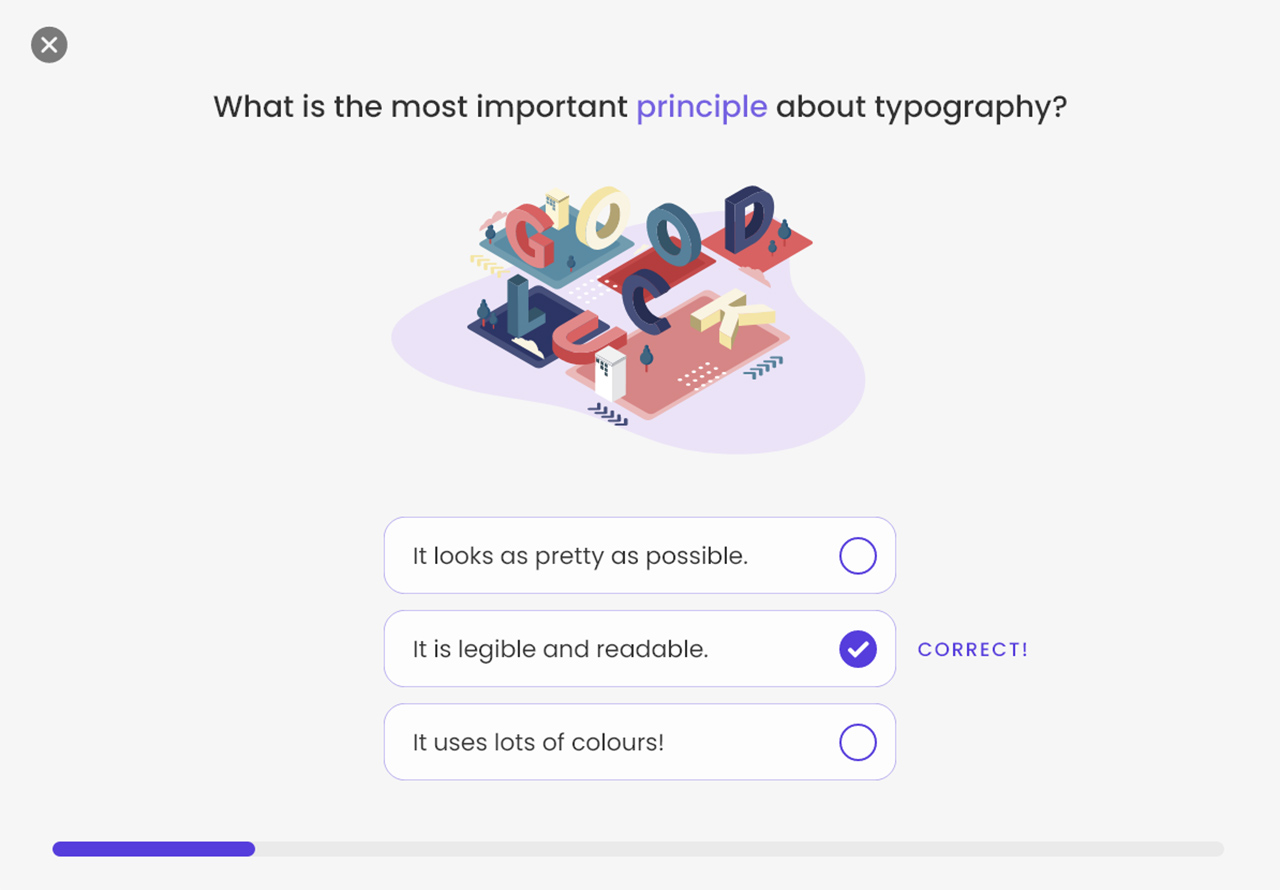 What is the most important principle about typography?
GOOD
LUCK
It looks as pretty as possible.
It is legible and readable.
CORRECT!
It uses lots of colours!